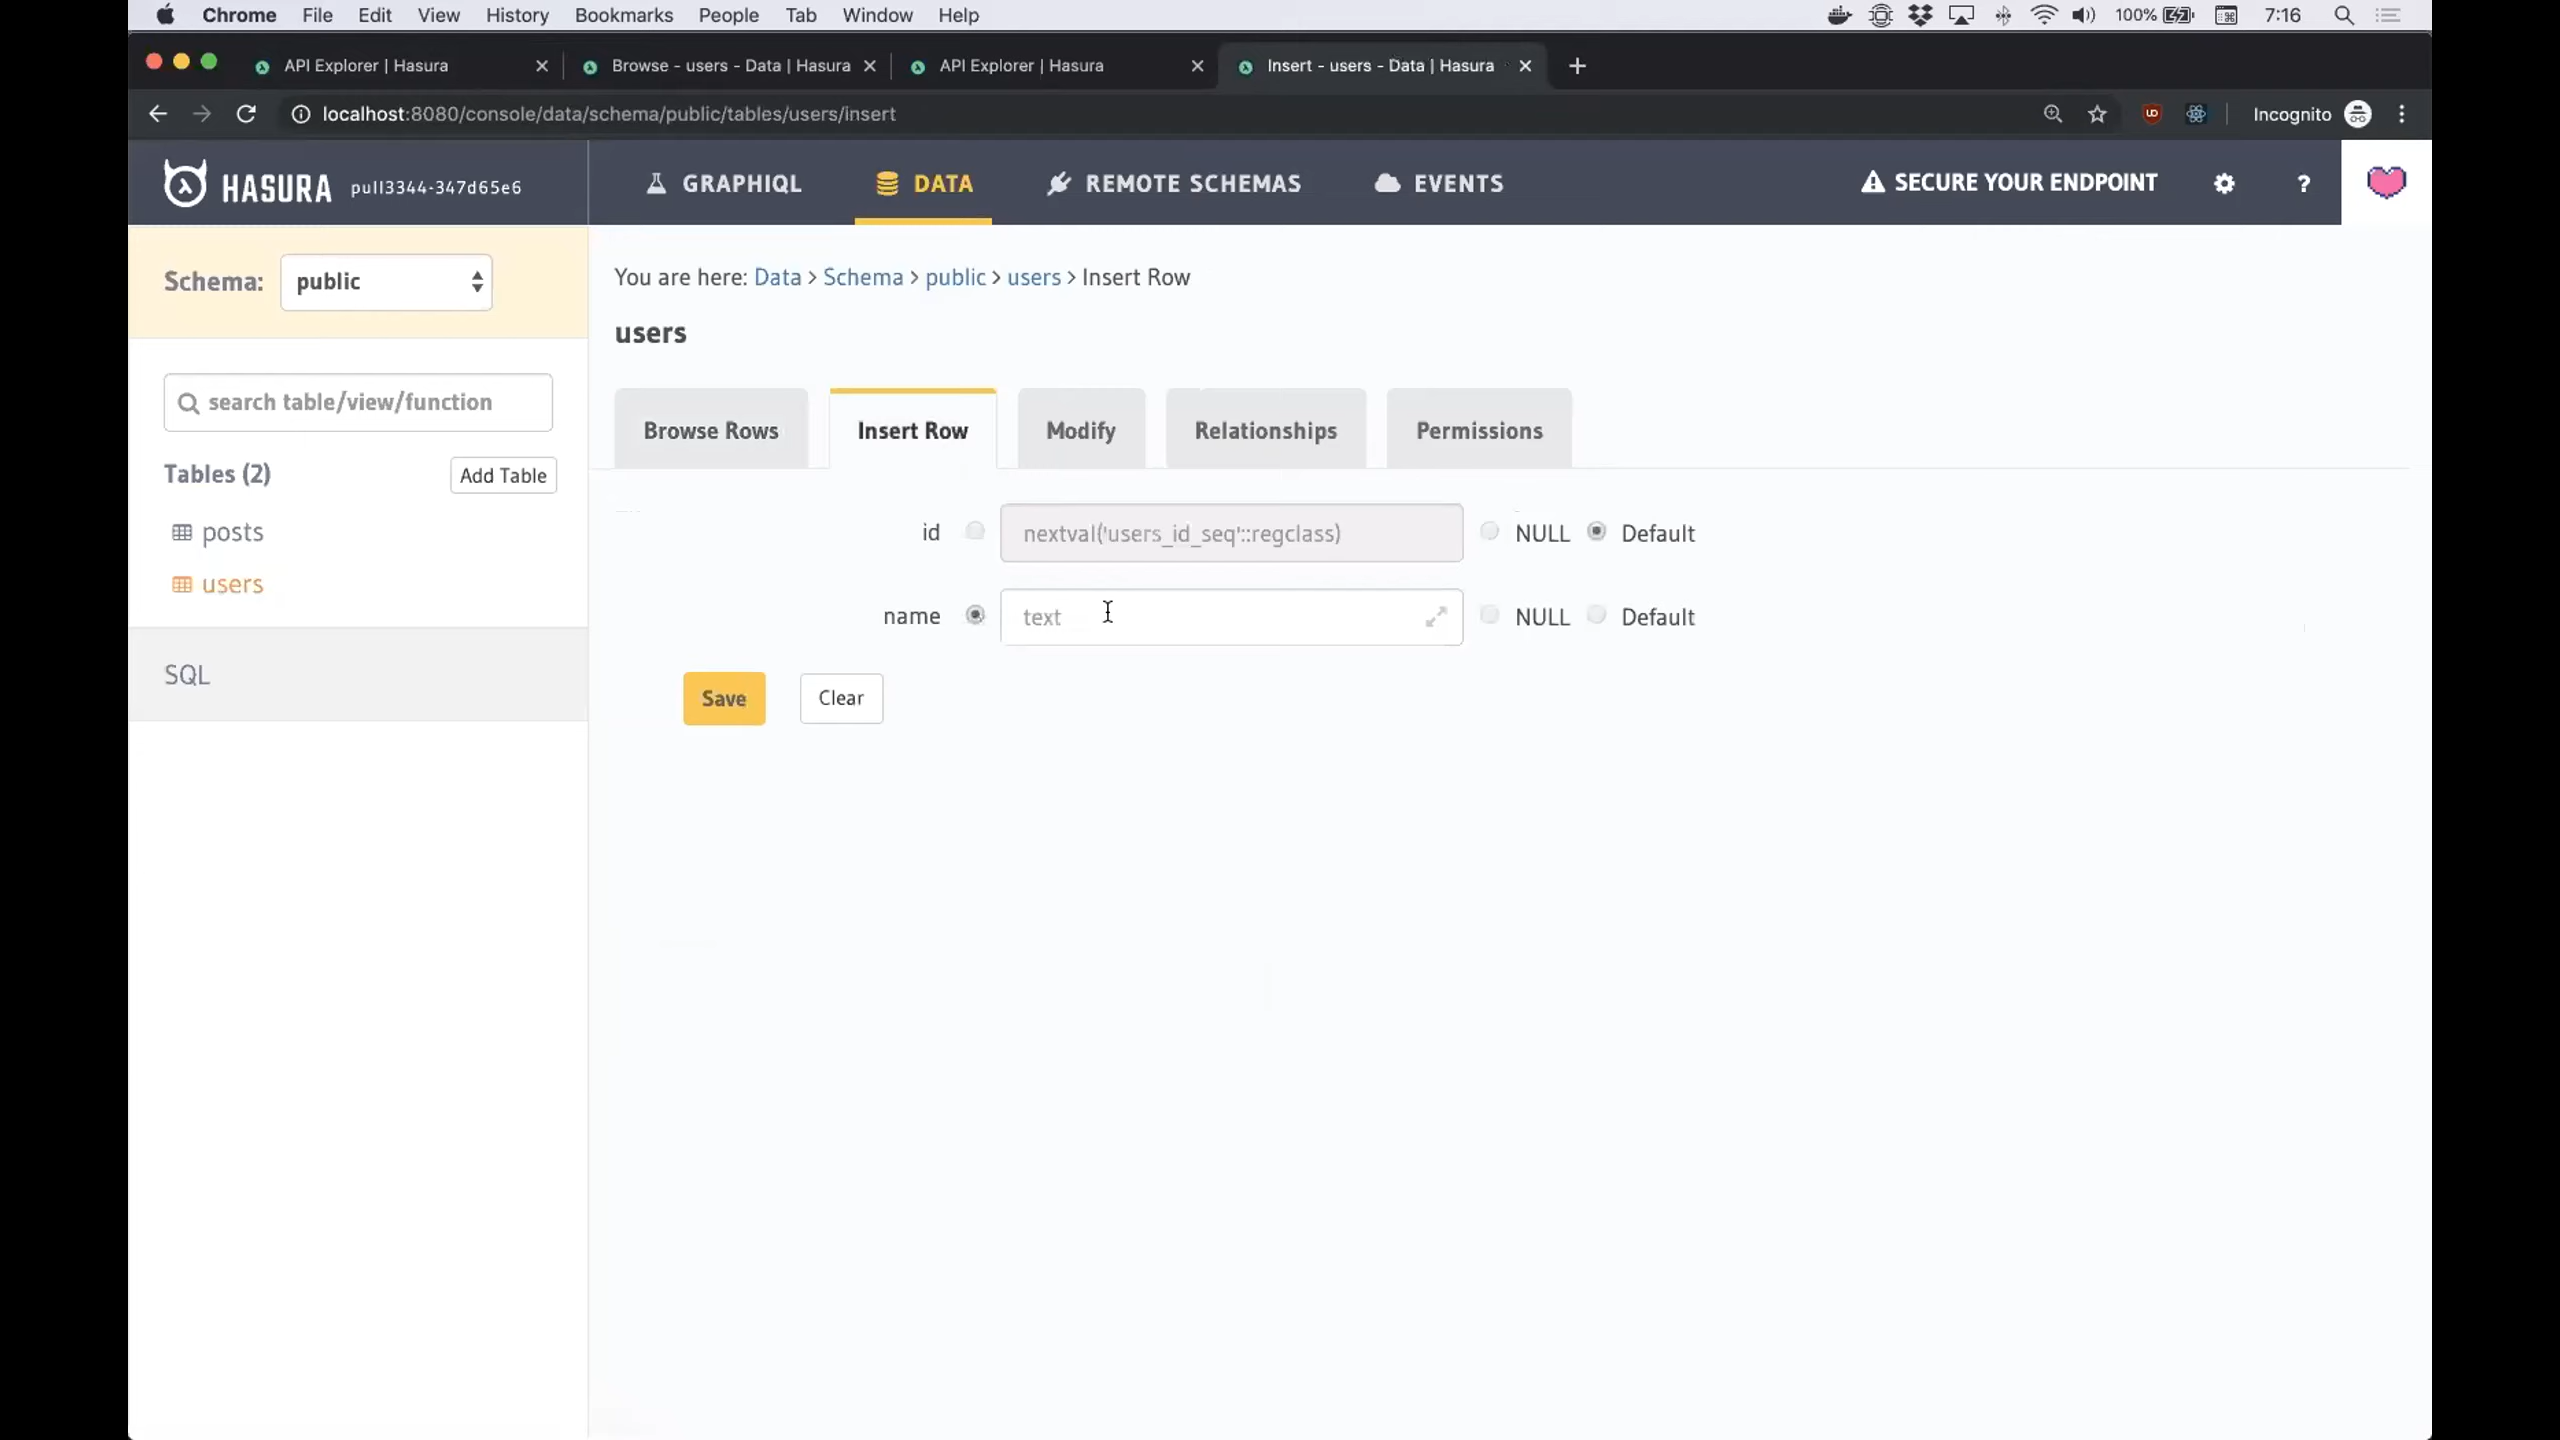 Chrome File Edit View History Bookmarks People Tab Window Help 100% 7:16
API Explorer | Hasura Browse - users - Data | Hasura API Explorer | Hasura Insert - users - Data | Hasura
localhost:8080/console/data/schema/public/tables/users/insert Incognito
HASURA pull3344-347d65e6 GRAPHIQL DATA REMOTE SCHEMAS EVENTS SECURE YOUR ENDPOINT ?
Schema: public
You are here: Data > Schema > public > users > Insert Row
users
search table/view/function
Browse Rows Insert Row Modify Relationships Permissions
Tables (2) Add Table
posts
users
SQL
id nextval('users_id_seq'::regclass) NULL Default
name text NULL Default
Save Clear